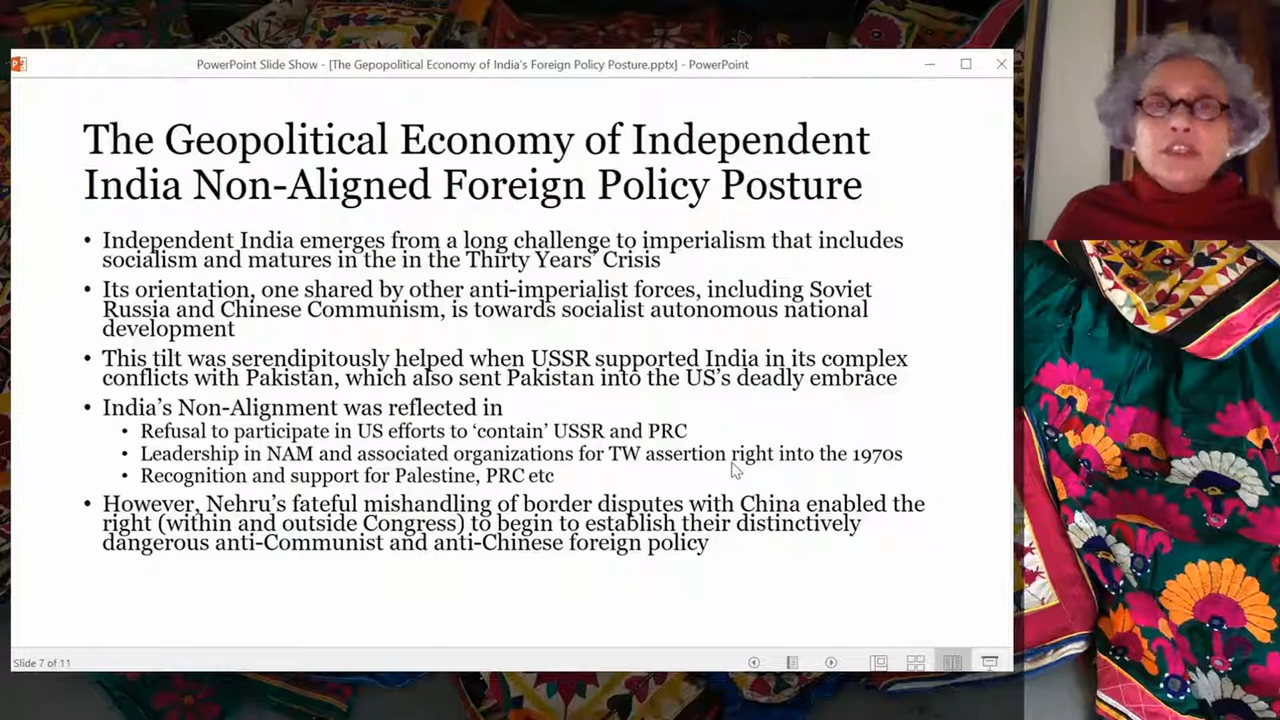 PowerPoint Slide Show - [The Gepopolitical Economy of India's Foreign Policy Posture.pptx] - PowerPoint
The Geopolitical Economy of Independent
India Non-Aligned Foreign Policy Posture
• Independent India emerges from a long challenge to imperialism that includes
socialism and matures in the in the Thirty Years' Crisis
• Its orientation, one shared by other anti-imperialist forces, including Soviet
Russia and Chinese Communism, is towards socialist autonomous national
development
• This tilt was serendipitously helped when USSR supported India in its complex
conflicts with Pakistan, which also sent Pakistan into the US's deadly embrace
• India's Non-Alignment was reflected in
• Refusal to participate in US efforts to 'contain' USSR and PRC
• Leadership in NAM and associated organizations for TW assertion right into the 1970s
• Recognition and support for Palestine, PRC etc
• However, Nehru's fateful mishandling of border disputes with China enabled the
right (within and outside Congress) to begin to establish their distinctively
dangerous anti-Communist and anti-Chinese foreign policy
Slide 7 of 11